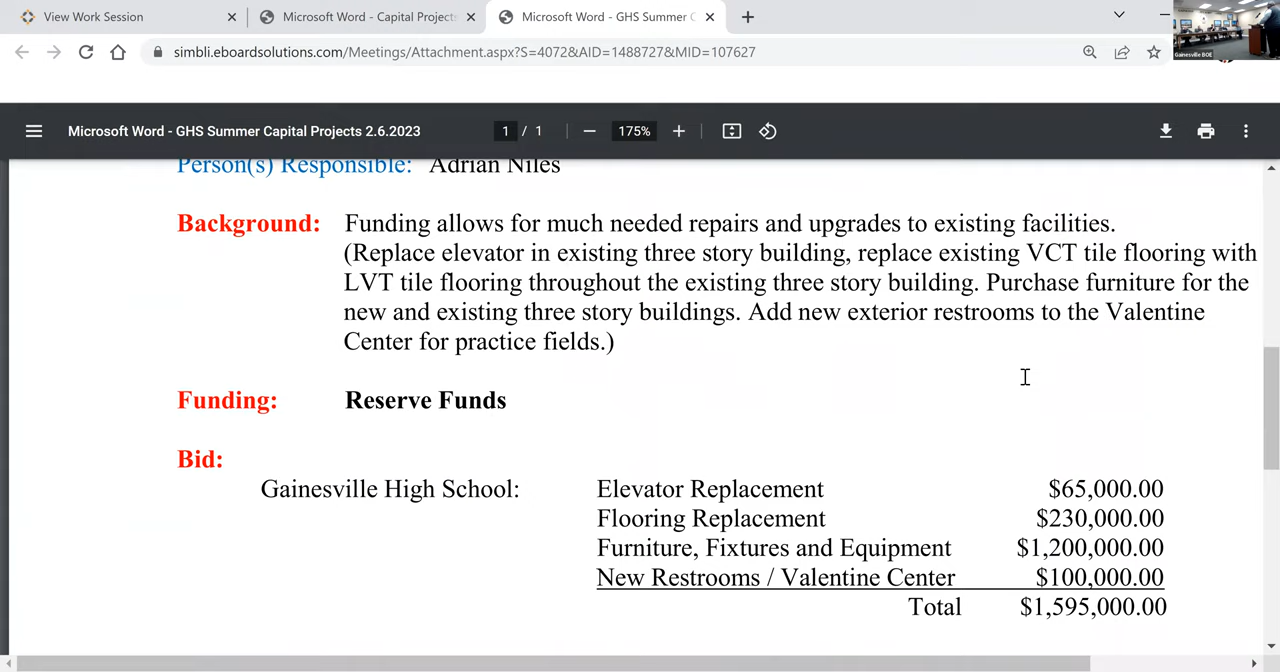 View Work Session
Microsoft Word - Capital Projects
Microsoft Word - GHS Summer C
simbli.eboardsolutions.com/Meetings/Attachment.aspx?S=4072&AID=1488727&MID=107627
Gainesville BOE
Microsoft Word - GHS Summer Capital Projects 2.6.2023
1 / 1
175%
Person(s) Responsible: Adrian Niles
Background: Funding allows for much needed repairs and upgrades to existing facilities.
(Replace elevator in existing three story building, replace existing VCT tile flooring with
LVT tile flooring throughout the existing three story building. Purchase furniture for the
new and existing three story buildings. Add new exterior restrooms to the Valentine
Center for practice fields.)
Funding: Reserve Funds
Bid:
Gainesville High School: Elevator Replacement $65,000.00
Flooring Replacement $230,000.00
Furniture, Fixtures and Equipment $1,200,000.00
New Restrooms / Valentine Center $100,000.00
Total $1,595,000.00